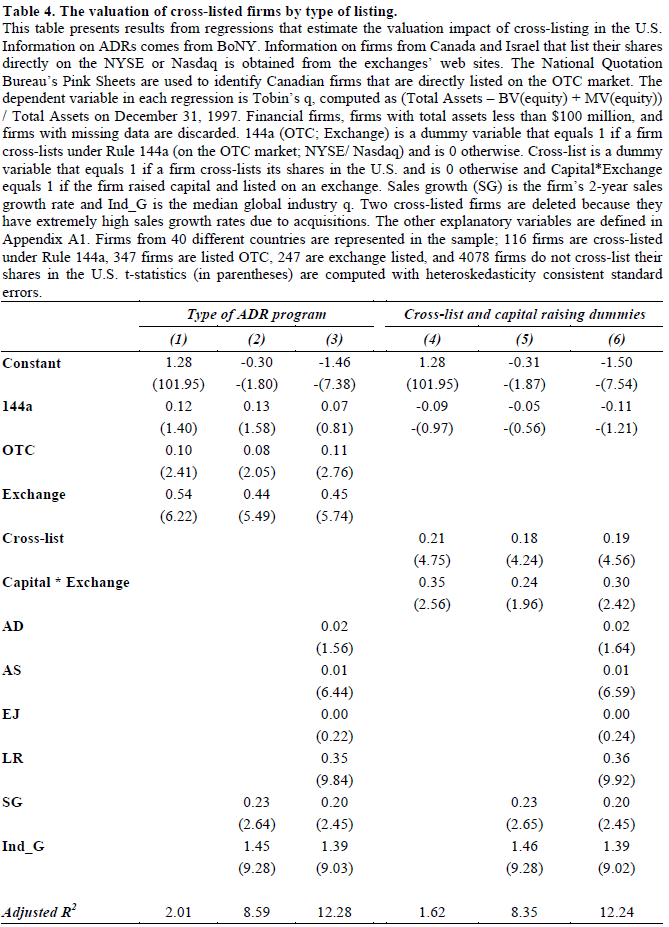 Table 4. The valuation of cross-listed firms by type of listing.
This table presents results from regressions that estimate the valuation impact of cross-listing in the U.S.
Information on ADRs comes from BoNY. Information on firms from Canada and Israel that list their shares
directly on the NYSE or Nasdaq is obtained from the exchanges' web sites. The National Quotation
Bureau's Pink Sheets are used to identify Canadian firms that are directly listed on the OTC market. The
dependent variable in each regression is Tobin's q, computed as (Total Assets – BV(equity) + MV(equity))
/ Total Assets on December 31, 1997. Financial firms, firms with total assets less than $100 million, and
firms with missing data are discarded. 144a (OTC; Exchange) is a dummy variable that equals 1 if a firm
cross-lists under Rule 144a (on the OTC market; NYSE/ Nasdaq) and is 0 otherwise. Cross-list is a dummy
variable that equals 1 if a firm cross-lists its shares in the U.S. and is 0 otherwise and Capital*Exchange
equals 1 if the firm raised capital and listed on an exchange. Sales growth (SG) is the firm's 2-year sales
growth rate and Ind_G is the median global industry q. Two cross-listed firms are deleted because they
have extremely high sales growth rates due to acquisitions. The other explanatory variables are defined in
Appendix A1. Firms from 40 different countries are represented in the sample; 116 firms are cross-listed
under Rule 144a, 347 firms are listed OTC, 247 are exchange listed, and 4078 firms do not cross-list their
shares in the U.S. t-statistics (in parentheses) are computed with heteroskedasticity consistent standard
errors.
Type of ADR program Cross-list and capital raising dummies
(1) (2) (3) (4) (5) (6)
Constant 1.28 -0.30 -1.46 1.28 -0.31 -1.50
(101.95) -(1.80) -(7.38) (101.95) -(1.87) -(7.54)
144a 0.12 0.13 0.07 -0.09 -0.05 -0.11
(1.40) (1.58) (0.81) -(0.97) -(0.56) -(1.21)
OTC 0.10 0.08 0.11
(2.41) (2.05) (2.76)
Exchange 0.54 0.44 0.45
(6.22) (5.49) (5.74)
Cross-list 0.21 0.18 0.19
(4.75) (4.24) (4.56)
Capital * Exchange 0.35 0.24 0.30
(2.56) (1.96) (2.42)
AD 0.02 0.02
(1.56) (1.64)
AS 0.01 0.01
(6.44) (6.59)
EJ 0.00 0.00
(0.22) (0.24)
LR 0.35 0.36
(9.84) (9.92)
SG 0.23 0.20 0.23 0.20
(2.64) (2.45) (2.65) (2.45)
Ind_G 1.45 1.39 1.46 1.39
(9.28) (9.03) (9.28) (9.02)
Adjusted R² 2.01 8.59 12.28 1.62 8.35 12.24